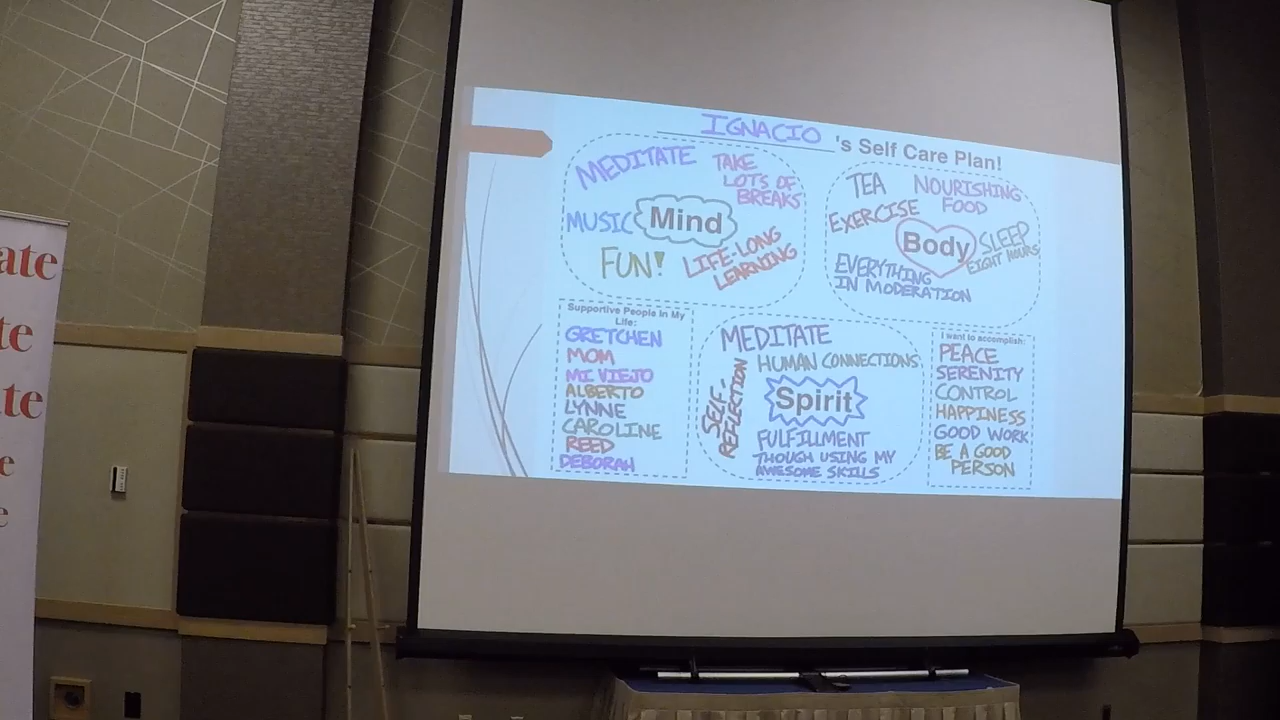 ate
te
ate
e
e
IGNACIO 's Self Care Plan!
MEDITATE
TAKE
LOTS OF
BREAKS
MUSIC
Mind
FUN!
LIFE-LONG
LEARNING
TEA
NOURISHING
FOOD
EXERCISE
Body
SLEEP
EIGHT HOURS
EVERYTHING
IN MODERATION
Supportive People In My
Life:
GRETCHEN
MOM
MI VIEJO
ALBERTO
LYNNE
CAROLINE
REED
DEBORAH
MEDITATE
HUMAN CONNECTIONS
SELF-
REFLECTION
Spirit
FULFILLMENT
THOUGH USING MY
AWESOME SKILLS
I want to accomplish:
PEACE
SERENITY
CONTROL
HAPPINESS
GOOD WORK
BE A GOOD
PERSON